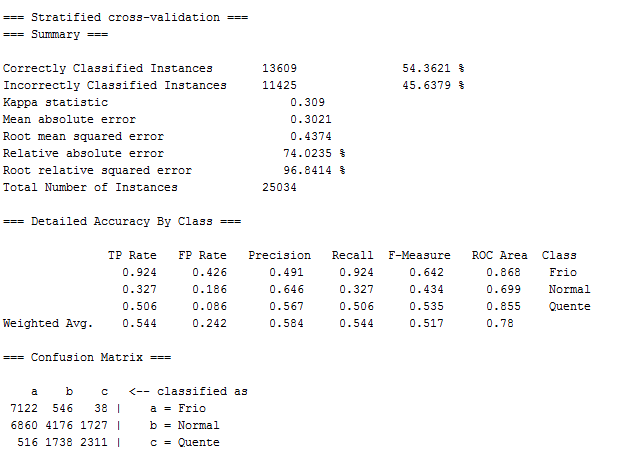 === Stratified cross-validation ===
=== Summary ===
Correctly Classified Instances 13609 54.3621 %
Incorrectly Classified Instances 11425 45.6379 %
Kappa statistic 0.309
Mean absolute error 0.3021
Root mean squared error 0.4374
Relative absolute error 74.0235 %
Root relative squared error 96.8414 %
Total Number of Instances 25034
=== Detailed Accuracy By Class ===
TP Rate FP Rate Precision Recall F-Measure ROC Area Class
0.924 0.426 0.491 0.924 0.642 0.868 Frio
0.327 0.186 0.646 0.327 0.434 0.699 Normal
0.506 0.086 0.567 0.506 0.535 0.855 Quente
Weighted Avg. 0.544 0.242 0.584 0.544 0.517 0.78
=== Confusion Matrix ===
a b c <-- classified as
7122 546 38 | a = Frio
6860 4176 1727 | b = Normal
516 1738 2311 | c = Quente